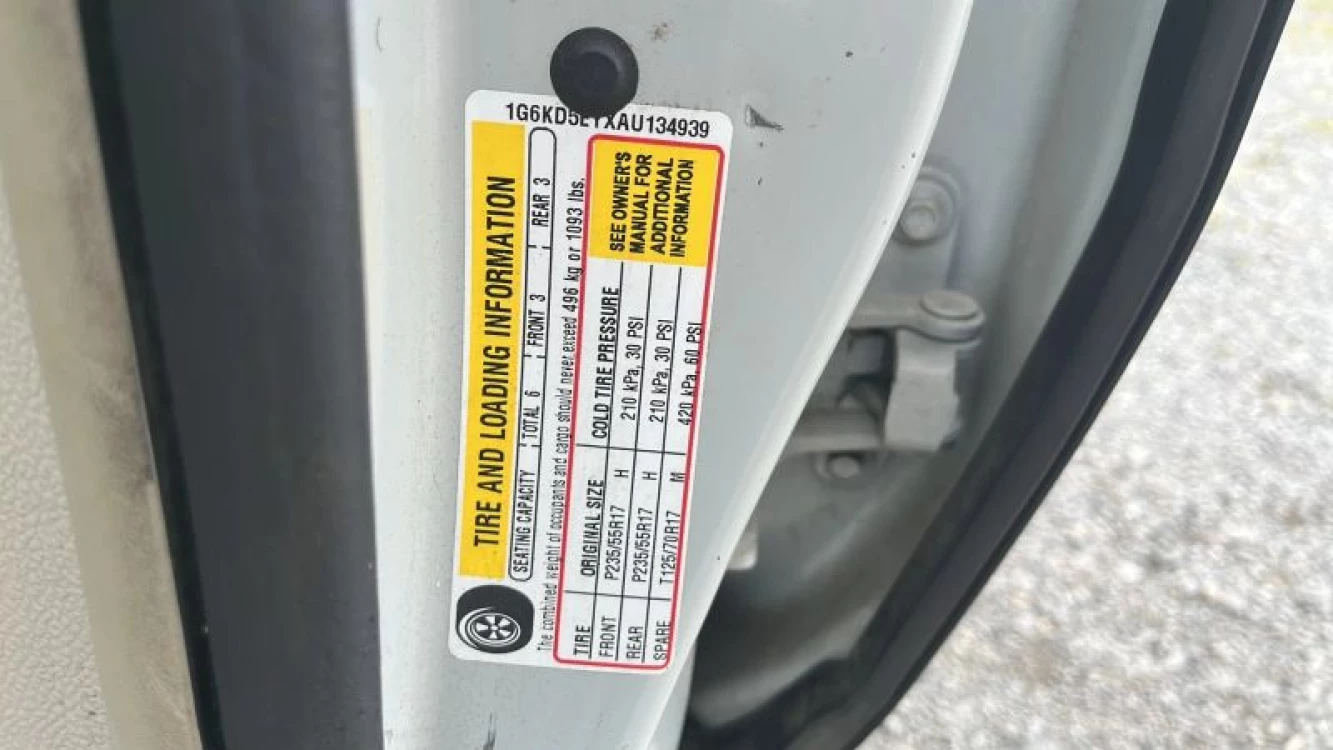 1G6KD5EYXAU134939
TIRE AND LOADING INFORMATION
SEATING CAPACITY TOTAL 6 FRONT 3 REAR 3
The combined weight of occupants and cargo should never exceed 496 kg or 1093 lbs.
TIRE ORIGINAL SIZE COLD TIRE PRESSURE
FRONT P235/55R17 H 210 kPa, 30 PSI
REAR P235/55R17 H 210 kPa, 30 PSI
SPARE T125/70R17 M 420 kPa, 60 PSI
SEE OWNER'S
MANUAL FOR
ADDITIONAL
INFORMATION